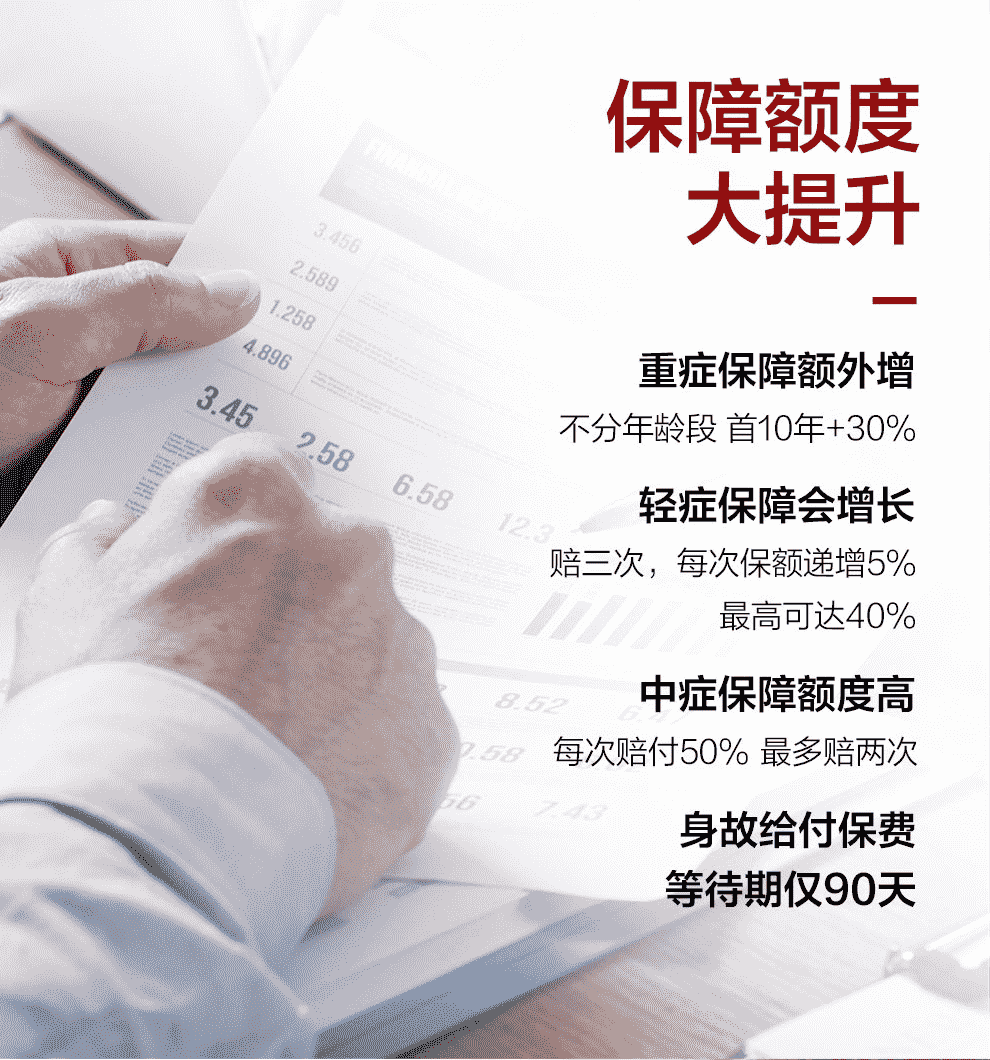 保障额度
大提升
重症保障额外增
不分年龄段 首10年+30%
轻症保障会增长
赔三次，每次保额递增5%
最高可达40%
中症保障额度高
每次赔付50% 最多赔两次
身故给付保费
等待期仅90天
3.456
2.589
1.258
4.896
3.45
2.58
6.58
12.3
8.52
7.43